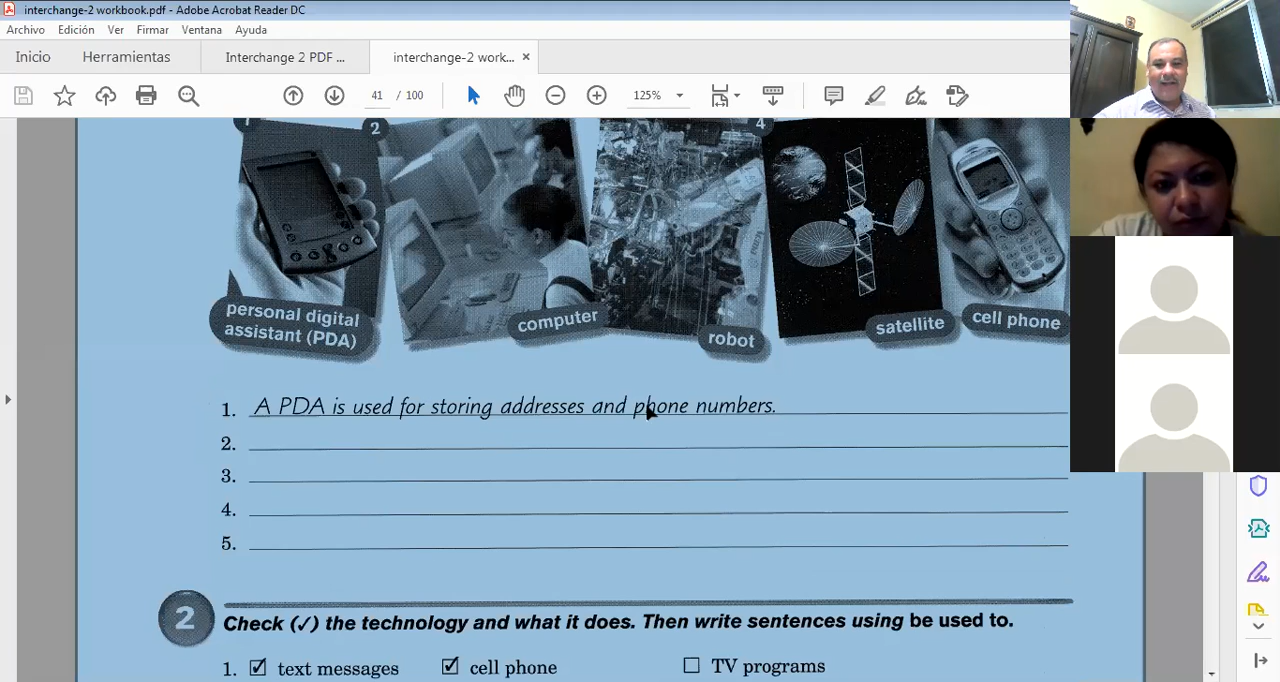 interchange-2 workbook.pdf - Adobe Acrobat Reader DC
Archivo Edición Ver Firmar Ventana Ayuda
Inicio Herramientas Interchange 2 PDF ... interchange-2 work... ×
41 / 100 125%
1 2 4
personal digital
assistant (PDA)
computer
robot
satellite
cell phone
1. A PDA is used for storing addresses and phone numbers.
2.
3.
4.
5.
2 Check (✓) the technology and what it does. Then write sentences using be used to.
1. ☑ text messages ☑ cell phone ☐ TV programs